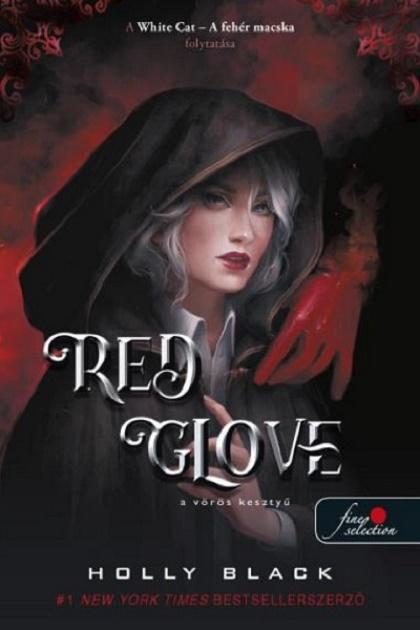 A White Cat – A fehér macska
folytatása
RED
GLOVE
a vörös kesztyű
fine
selection
HOLLY BLACK
#1 NEW YORK TIMES BESTSELLERSZERZŐ